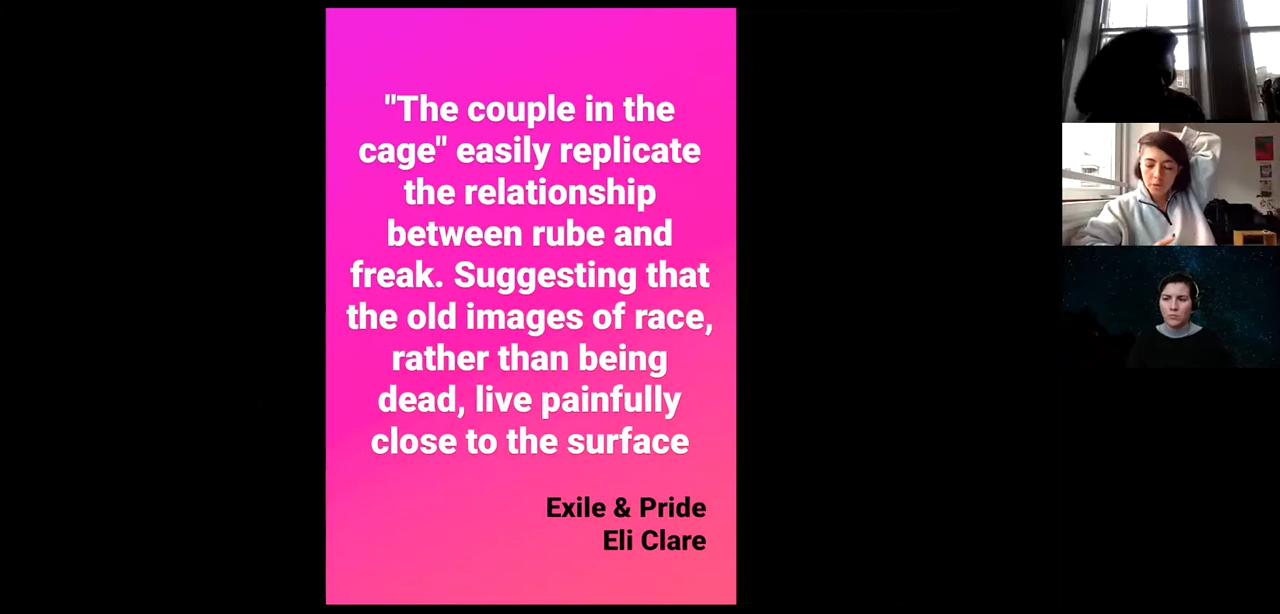 "The couple in the
cage" easily replicate
the relationship
between rube and
freak. Suggesting that
the old images of race,
rather than being
dead, live painfully
close to the surface
Exile & Pride
Eli Clare